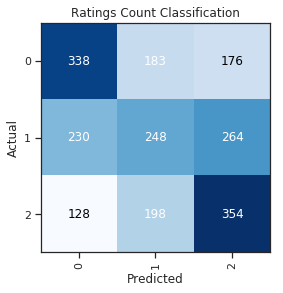 Ratings Count Classification
Actual
0 338 183 176
1 230 248 264
2 128 198 354
0 1 2
Predicted